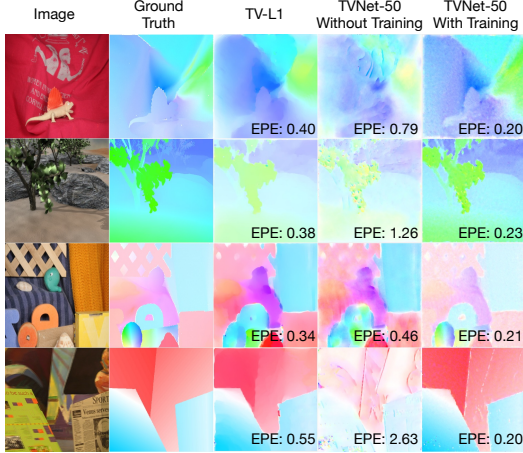 Image
Ground Truth
TV-L1
TVNet-50 Without Training
TVNet-50 With Training
EPE: 0.40
EPE: 0.79
EPE: 0.20
EPE: 0.38
EPE: 1.26
EPE: 0.23
EPE: 0.34
EPE: 0.46
EPE: 0.21
SPORTS
EPE: 0.55
EPE: 2.63
EPE: 0.20